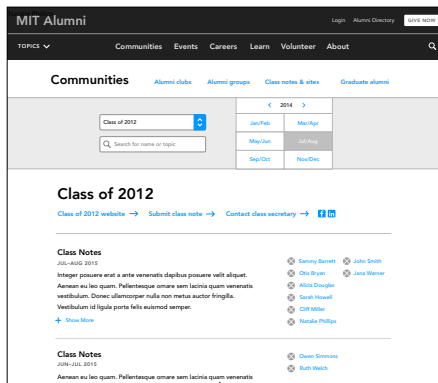 MIT Alumni
Login Alumni Directory GIVE NOW
TOPICS Communities Events Careers Learn Volunteer About
Communities Alumni clubs Alumni groups Class notes & sites Graduate alumni
< 2014 >
Class of 2012
Jan/Feb Mar/Apr
Search for name or topic
May/Jun Jul/Aug
Sep/Oct Nov/Dec
Class of 2012
Class of 2012 website → Submit class note → Contact class secretary →
Class Notes
JUL–AUG 2015
Integer posuere erat a ante venenatis dapibus posuere velit aliquet.
Aenean eu leo quam. Pellentesque ornare sem lacinia quam venenatis
vestibulum. Donec ullamcorper nulla non metus auctor fringilla.
Vestibulum id ligula porta felis euismod semper.
+ Show More
Sammy Barrett John Smith
Otis Bryan Jana Warner
Alicia Douglas
Sarah Howell
Cliff Miller
Natalie Phillips
Class Notes
JUN–JUL 2015
Aenean eu leo quam. Pellentesque ornare sem lacinia quam venenatis
Owen Simmons
Ruth Welch